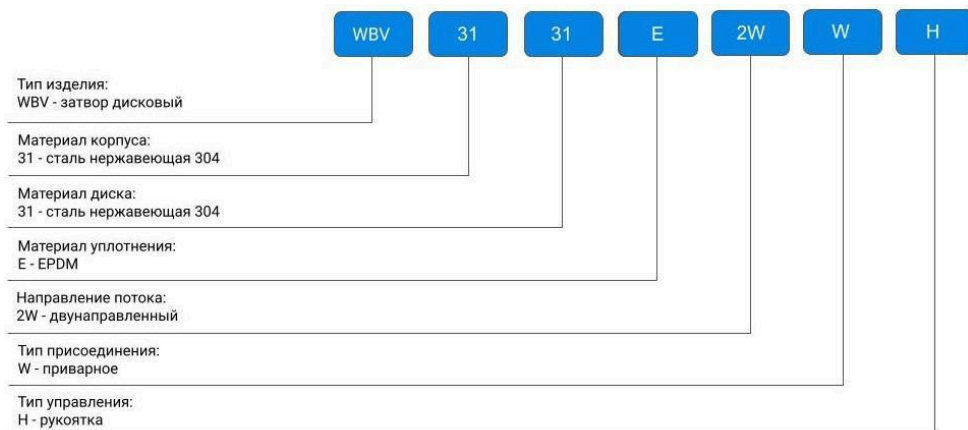 WBV 31 31 E 2W W H
Тип изделия:
WBV - затвор дисковый
Материал корпуса:
31 - сталь нержавеющая 304
Материал диска:
31 - сталь нержавеющая 304
Материал уплотнения:
E - EPDM
Направление потока:
2W - двунаправленный
Тип присоединения:
W - приварное
Тип управления:
H - рукоятка